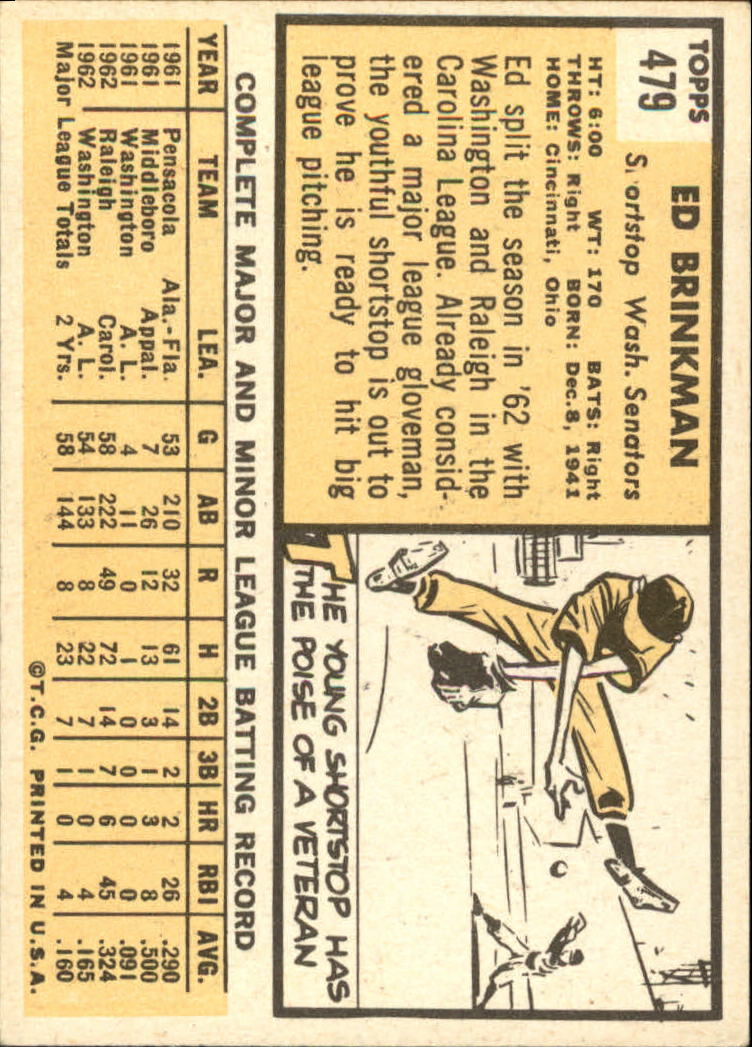 TOPPS
479
ED BRINKMAN
Shortstop Wash. Senators
HT: 6:00 WT: 170 BATS: Right
THROWS: Right BORN: Dec. 8, 1941
HOME: Cincinnati, Ohio
Ed split the season in '62 with
Washington and Raleigh in the
Carolina League. Already consid-
ered a major league gloveman,
the youthful shortstop is out to
prove he is ready to hit big
league pitching.
THE YOUNG SHORTSTOP HAS
THE POISE OF A VETERAN
COMPLETE MAJOR AND MINOR LEAGUE BATTING RECORD
YEAR TEAM LEA. G AB R H 2B 3B HR RBI AVG.
1961 Pensacola Ala.-Fla. 53 210 32 61 14 2 2 26 .290
1961 Middleboro Appal. 7 26 12 13 3 1 3 8 .500
1961 Washington A. L. 4 11 0 1 0 0 0 0 .091
1962 Raleigh Carol. 58 222 49 72 14 7 6 45 .324
1962 Washington A. L. 54 133 8 22 7 1 0 4 .165
Major League Totals 2 Yrs. 58 144 8 23 7 1 0 4 .160
©T.C.G. PRINTED IN U.S.A.